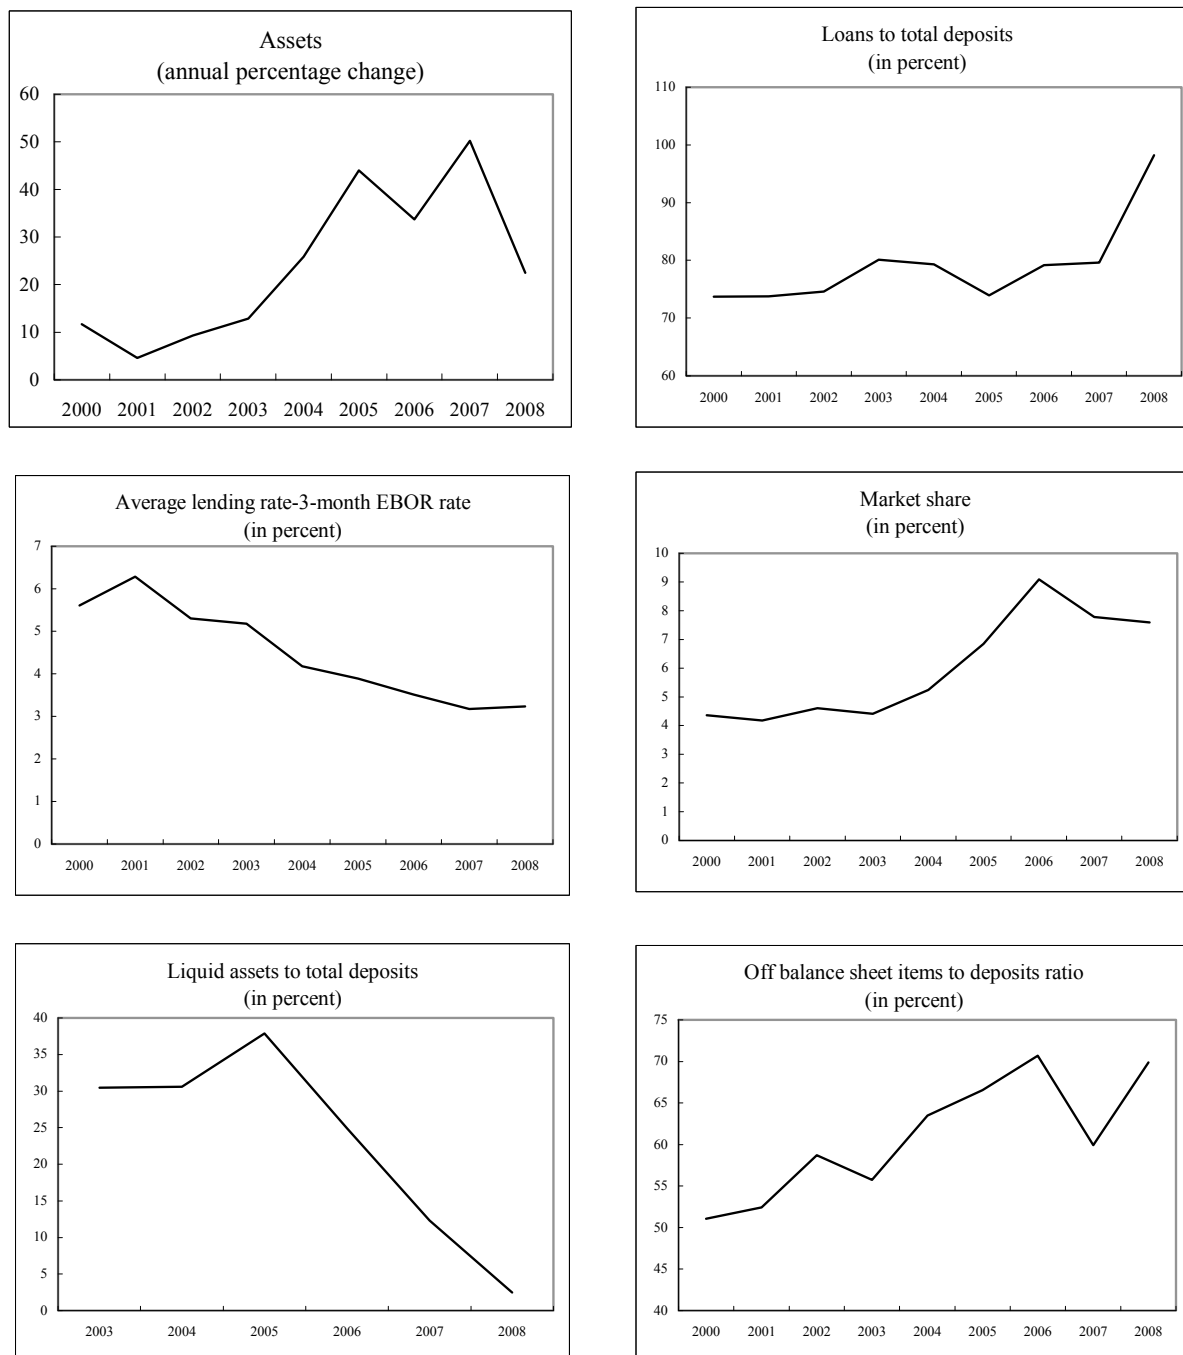 Assets
(annual percentage change)
60
50
40
30
20
10
0
2000 2001 2002 2003 2004 2005 2006 2007 2008
Loans to total deposits
(in percent)
110
100
90
80
70
60
2000 2001 2002 2003 2004 2005 2006 2007 2008
Average lending rate-3-month EBOR rate
(in percent)
7
6
5
4
3
2
1
0
2000 2001 2002 2003 2004 2005 2006 2007 2008
Market share
(in percent)
10
9
8
7
6
5
4
3
2
1
0
2000 2001 2002 2003 2004 2005 2006 2007 2008
Liquid assets to total deposits
(in percent)
40
35
30
25
20
15
10
5
0
2003 2004 2005 2006 2007 2008
Off balance sheet items to deposits ratio
(in percent)
75
70
65
60
55
50
45
40
2000 2001 2002 2003 2004 2005 2006 2007 2008